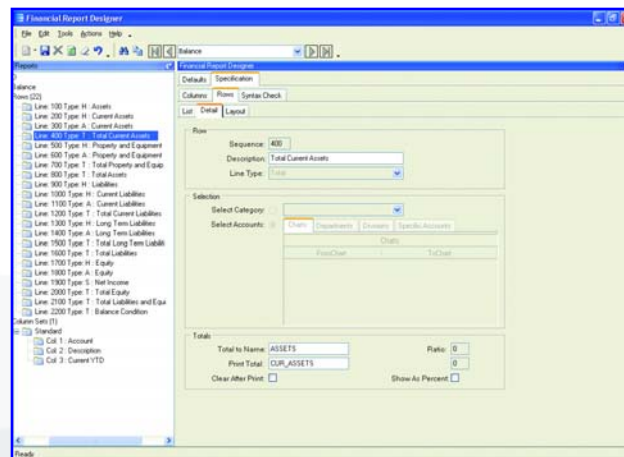 Financial Report Designer
File Edit Tools Actions Help
Balance
Reports
Financial Report Designer
Balance
Rows (22)
Line: 100 Type: H : Assets
Line: 200 Type: H : Current Assets
Line: 300 Type: A : Current Assets
Line: 400 Type: T : Total Current Assets
Line: 500 Type: H : Property and Equipment
Line: 600 Type: A : Property and Equipment
Line: 700 Type: T : Total Property and Equip
Line: 800 Type: T : Total Assets
Line: 900 Type: H : Liabilities
Line: 1000 Type: H : Current Liabilities
Line: 1100 Type: A : Current Liabilities
Line: 1200 Type: T : Total Current Liabilities
Line: 1300 Type: H : Long Term Liabilities
Line: 1400 Type: A : Long Term Liabilities
Line: 1500 Type: T : Total Long Term Liabiliti
Line: 1600 Type: T : Total Liabilities
Line: 1700 Type: H : Equity
Line: 1800 Type: A : Equity
Line: 1900 Type: S : Net Income
Line: 2000 Type: T : Total Equity
Line: 2100 Type: T : Total Liabilities and Equi
Line: 2200 Type: T : Balance Condition
Column Sets (1)
Standard
Col: 1 : Account
Col: 2 : Description
Col: 3 : Current YTD
Defaults Specification
Columns Rows Syntax Check
List Detail Layout
Row
Sequence: 400
Description: Total Current Assets
Line Type: Total
Selection
Select Category:
Select Accounts: Charts Departments Divisions Specific Accounts
Charts
FromChart ToChart
Totals
Total to Name: ASSETS Ratio: 0
Print Total: CUR_ASSETS 0
Clear After Print: Show As Percent:
Ready